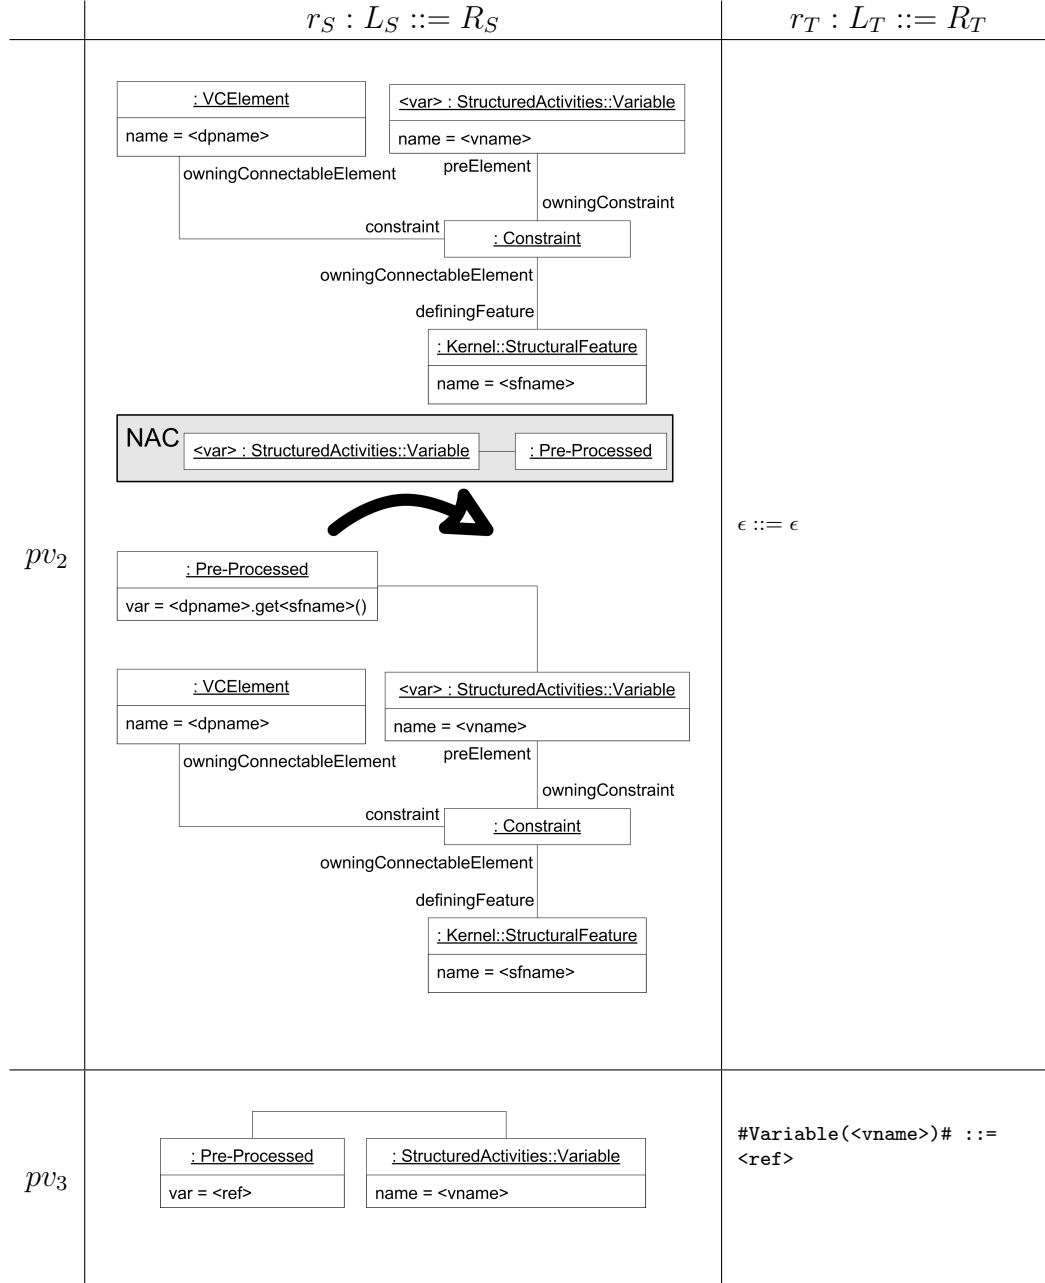 r_S : L_S ::= R_S
r_T : L_T ::= R_T
pv_2
: VCElement
name = <dpname>
<var> : StructuredActivities::Variable
name = <vname>
owningConnectableElement
preElement
owningConstraint
constraint
: Constraint
owningConnectableElement
definingFeature
: Kernel::StructuralFeature
name = <sfname>
NAC
<var> : StructuredActivities::Variable
: Pre-Processed
ϵ ::= ϵ
: Pre-Processed
var = <dpname>.get<sfname>()
: VCElement
name = <dpname>
<var> : StructuredActivities::Variable
name = <vname>
owningConnectableElement
preElement
owningConstraint
constraint
: Constraint
owningConnectableElement
definingFeature
: Kernel::StructuralFeature
name = <sfname>
pv_3
: Pre-Processed
var = <ref>
: StructuredActivities::Variable
name = <vname>
#Variable(<vname>)# ::=
<ref>